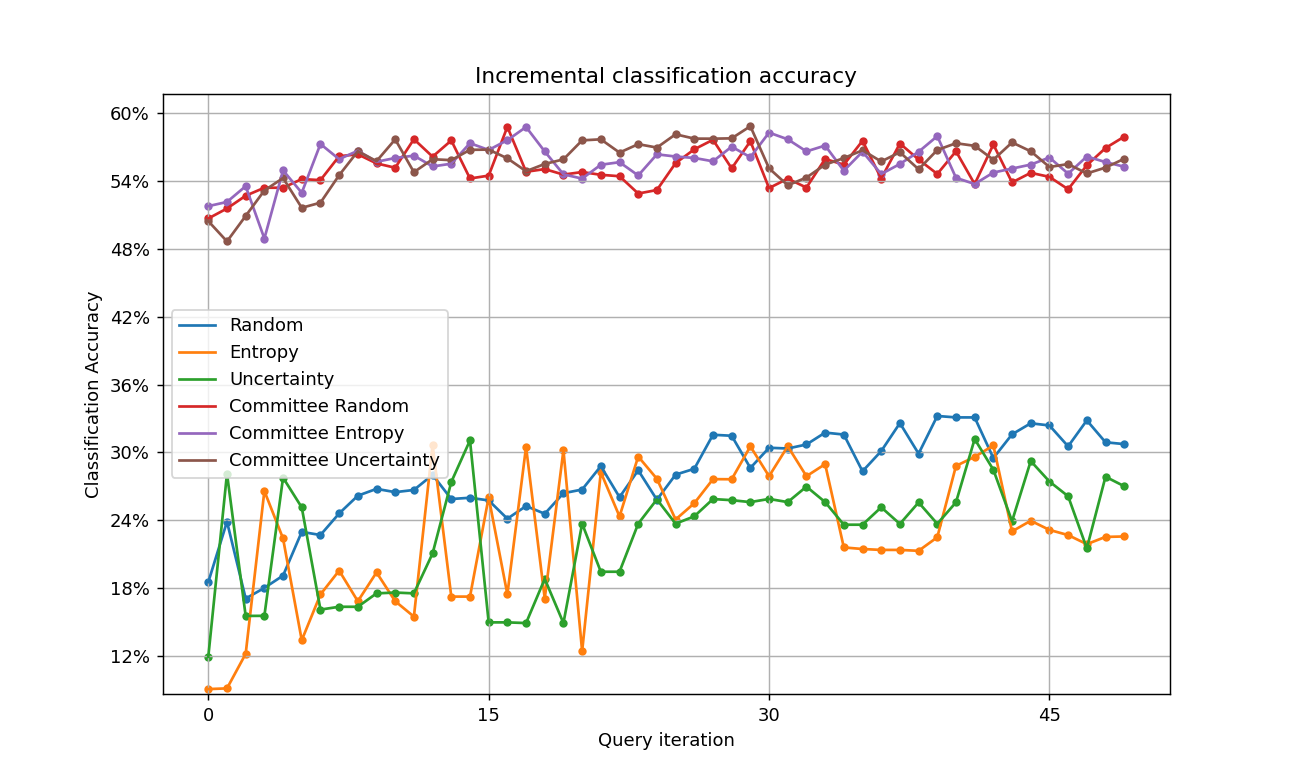 Incremental classification accuracy
60%
54%
48%
42%
36%
30%
24%
18%
12%
Classification Accuracy
Random
Entropy
Uncertainty
Committee Random
Committee Entropy
Committee Uncertainty
0
15
30
45
Query iteration